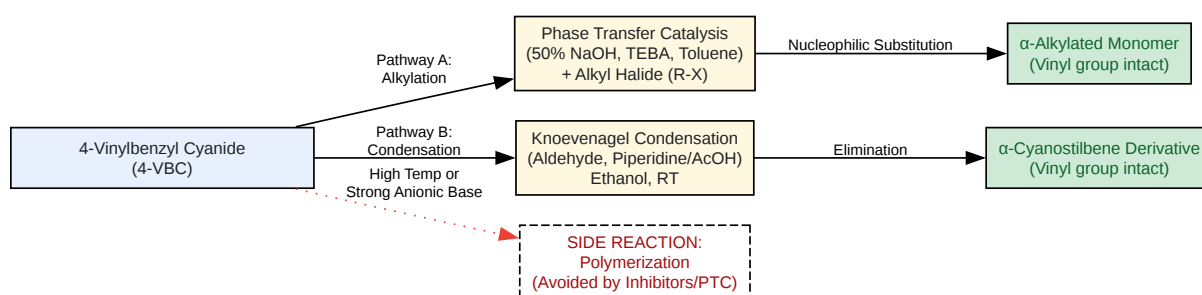 Phase Transfer Catalysis
(50% NaOH, TEBA, Toluene)
+ Alkyl Halide (R-X)
Nucleophilic Substitution
α-Alkylated Monomer
(Vinyl group intact)
Pathway A:
Alkylation
4-Vinylbenzyl Cyanide
(4-VBC)
Pathway B:
Condensation
Knoevenagel Condensation
(Aldehyde, Piperidine/AcOH)
Ethanol, RT
Elimination
α-Cyanostilbene Derivative
(Vinyl group intact)
High Temp or
Strong Anionic Base
SIDE REACTION:
Polymerization
(Avoided by Inhibitors/PTC)